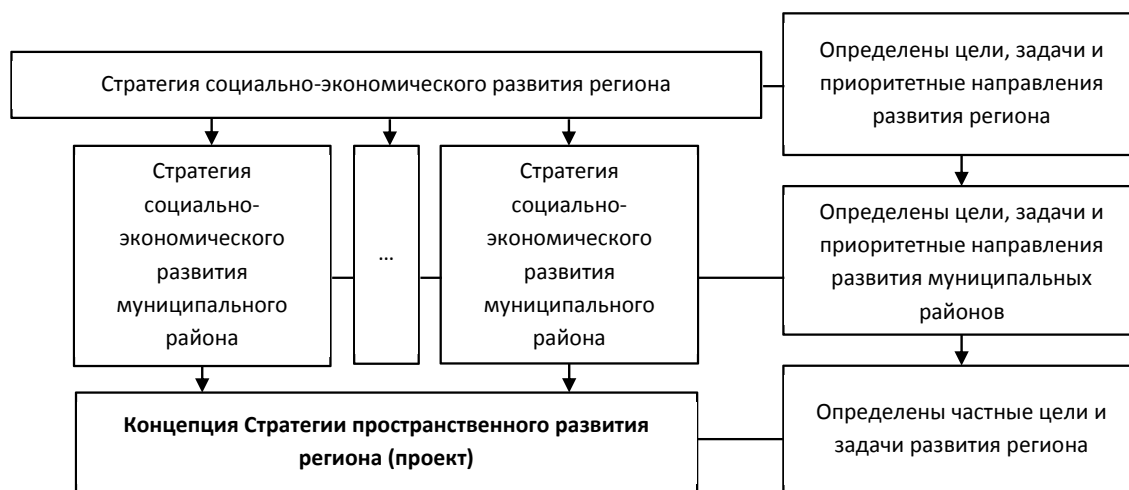 Стратегия социально-экономического развития региона
Определены цели, задачи и
приоритетные направления
развития региона
Стратегия
социально-
экономического
развития
муниципального
района
...
Стратегия
социально-
экономического
развития
муниципального
района
Определены цели, задачи и
приоритетные направления
развития муниципальных
районов
Концепция Стратегии пространственного развития
региона (проект)
Определены частные цели и
задачи развития региона